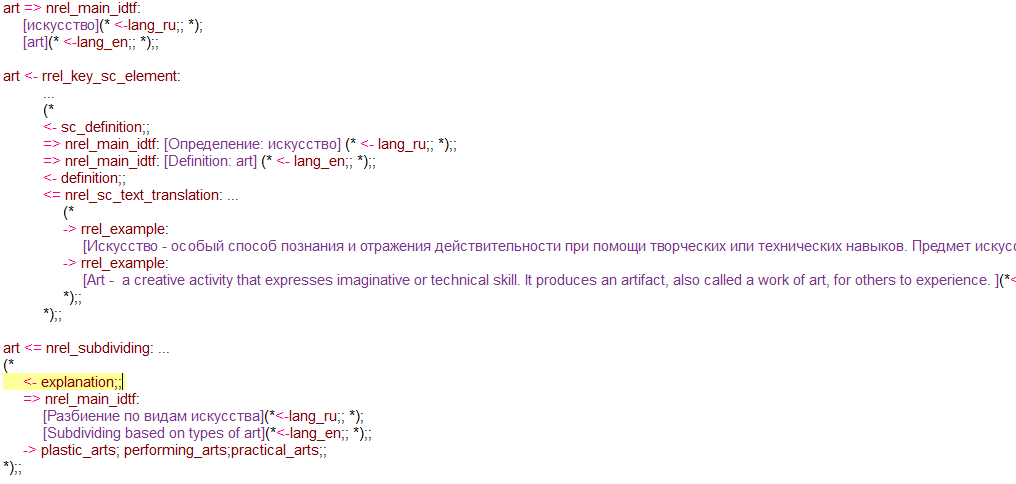 art => nrel_main_idtf:
[искусство](* <-lang_ru;; *);
[art](* <-lang_en;; *);;
art <- rrel_key_sc_element:
...
(*
<- sc_definition;;
=> nrel_main_idtf: [Определение: искусство] (* <- lang_ru;; *);;
=> nrel_main_idtf: [Definition: art] (* <- lang_en;; *);;
<- definition;;
<= nrel_sc_text_translation: ...
(*
-> rrel_example:
[Искусство - особый способ познания и отражения действительности при помощи творческих или технических навыков. Предмет
-> rrel_example:
[Art -  a creative activity that expresses imaginative or technical skill. It produces an artifact, also called a work of art, for others to experience. ](*<
*);;
*);;
art <= nrel_subdividing: ...
(*
<- explanation;;
=> nrel_main_idtf:
[Разбиение по видам искусства](*<-lang_ru;; *);
[Subdividing based on types of art](*<-lang_en;; *);;
-> plastic_arts; performing_arts;practical_arts;;
*);;